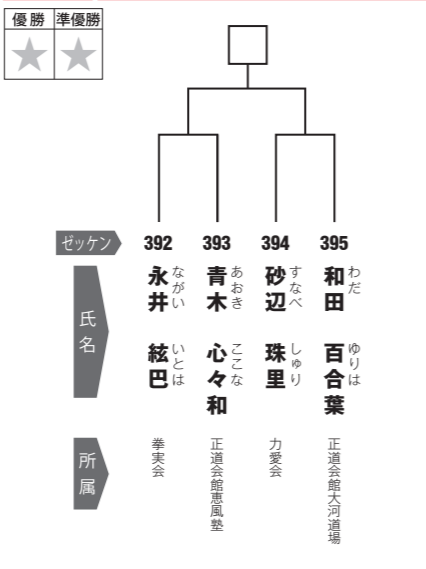 優勝
準優勝
ゼッケン
392
393
394
395
氏名
永井 絃巴
ながい いとは
青木 心々和
あおき ここな
砂辺 珠里
すなべ しゅり
和田 百合葉
わだ ゆりは
所属
拳実会
正道会館恵風塾
力愛会
正道会館大河道場